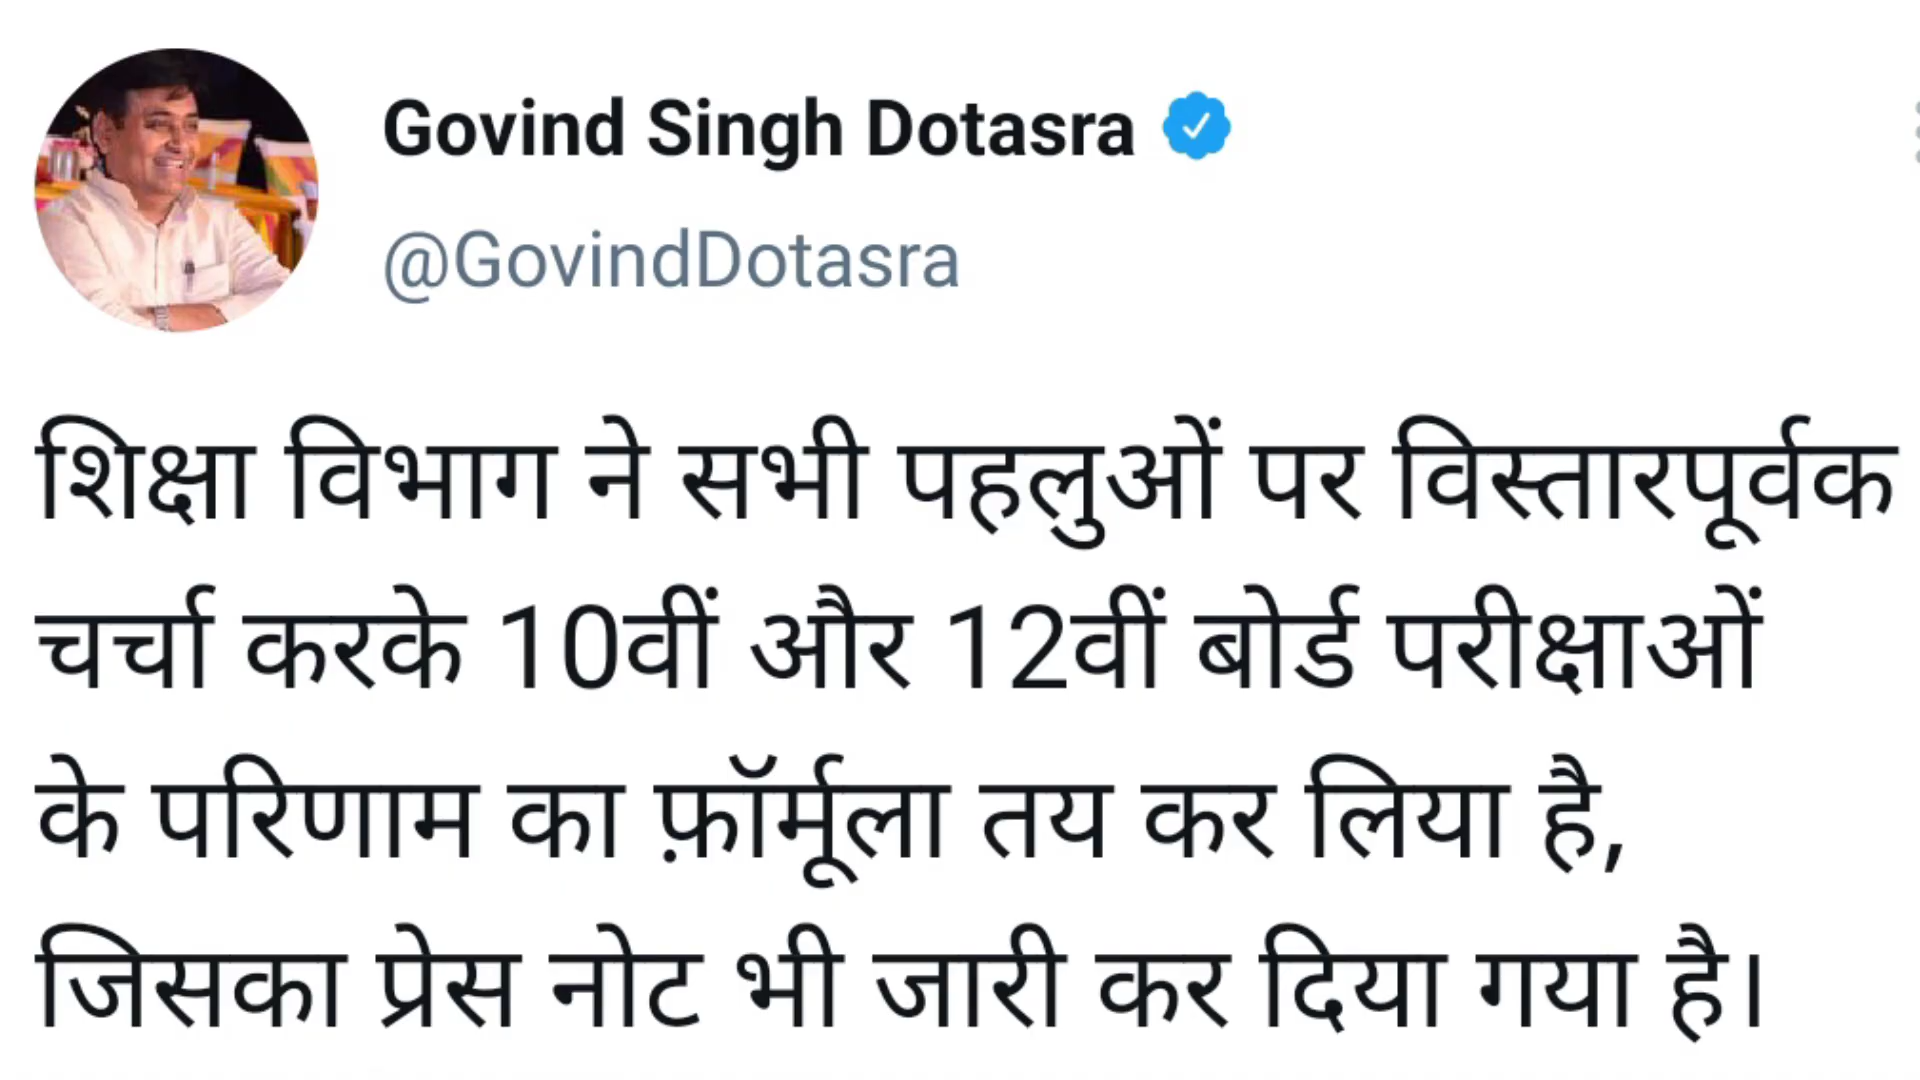 Govind Singh Dotasra
@GovindDotasra
शिक्षा विभाग ने सभी पहलुओं पर विस्तारपूर्वक
चर्चा करके 10वीं और 12वीं बोर्ड परीक्षाओं
के परिणाम का फ़ॉर्मूला तय कर लिया है,
जिसका प्रेस नोट भी जारी कर दिया गया है।